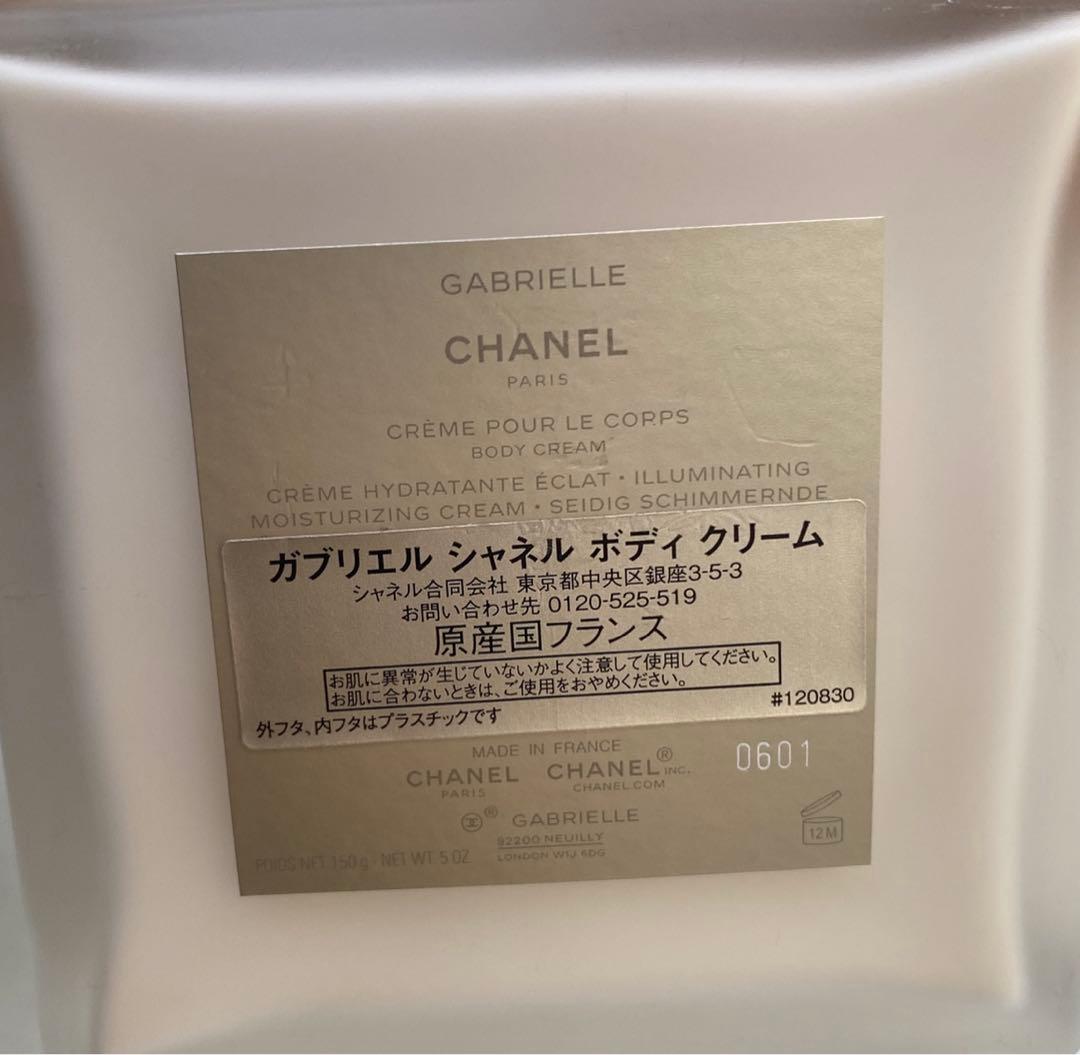 GABRIELLE
CHANEL
PARIS
CRÈME POUR LE CORPS
BODY CREAM
CRÈME HYDRATANTE ÉCLAT • ILLUMINATING
MOISTURIZING CREAM • SEIDIG SCHIMMERNDE
ガブリエル シャネル ボディ クリーム
シャネル合同会社 東京都中央区銀座3-5-3
お問い合わせ先 0120-525-519
原産国フランス
お肌に異常が生じていないかよく注意して使用してください。
お肌に合わないときは、ご使用をおやめください。
#120830
外フタ、内フタはプラスチックです
MADE IN FRANCE
0601
CHANEL CHANEL® INC.
PARIS CHANEL.COM
® GABRIELLE
12M
92200 NEUILLY
LONDON W1J 6DG
POIDS NET 150 g - NET WT. 5 OZ